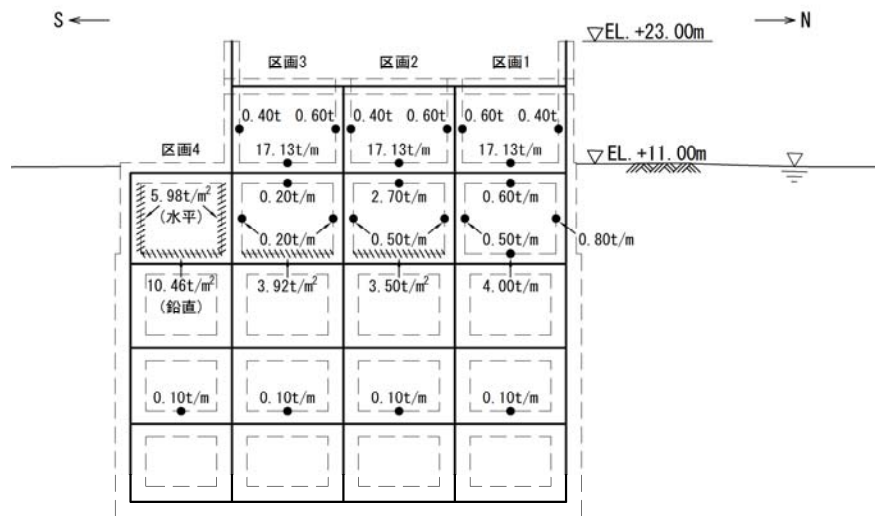 S N
▽EL.+23.00m
区画3 区画2 区画1
0.40t 0.60t 0.40t 0.60t 0.60t 0.40t
17.13t/m 17.13t/m 17.13t/m
区画4
▽EL.+11.00m
5.98t/m² 0.20t/m 2.70t/m 0.60t/m
(水平)
0.20t/m 0.50t/m 0.50t/m 0.80t/m
10.46t/m² 3.92t/m² 3.50t/m² 4.00t/m
(鉛直)
0.10t/m 0.10t/m 0.10t/m 0.10t/m